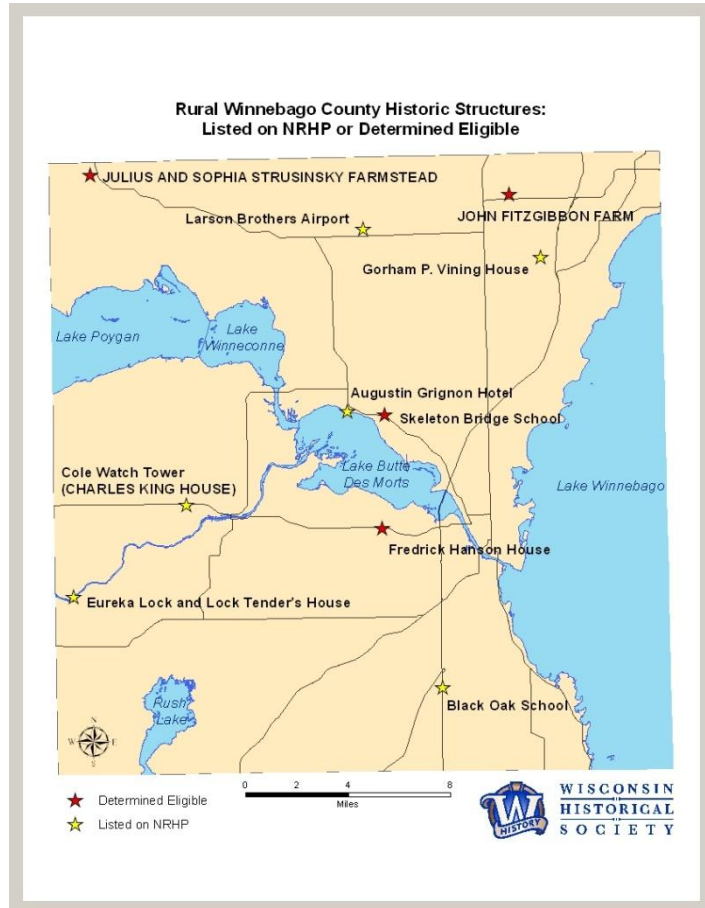 Rural Winnebago County Historic Structures:
Listed on NRHP or Determined Eligible
JULIUS AND SOPHIA STRUSINSKY FARMSTEAD
JOHN FITZGIBBON FARM
Larson Brothers Airport
Gorham P. Vining House
Lake Poygan
Lake
Winneconne
Augustin Grignon Hotel
Skeleton Bridge School
Cole Watch Tower
(CHARLES KING HOUSE)
Lake Butte
Des Morts
Lake Winnebago
Fredrick Hanson House
Eureka Lock and Lock Tender's House
Rush
Lake
Black Oak School
N
W E
S
0 2 4 8
Miles
Determined Eligible
Listed on NRHP
W
HISTORY
WISCONSIN
HISTORICAL
SOCIETY